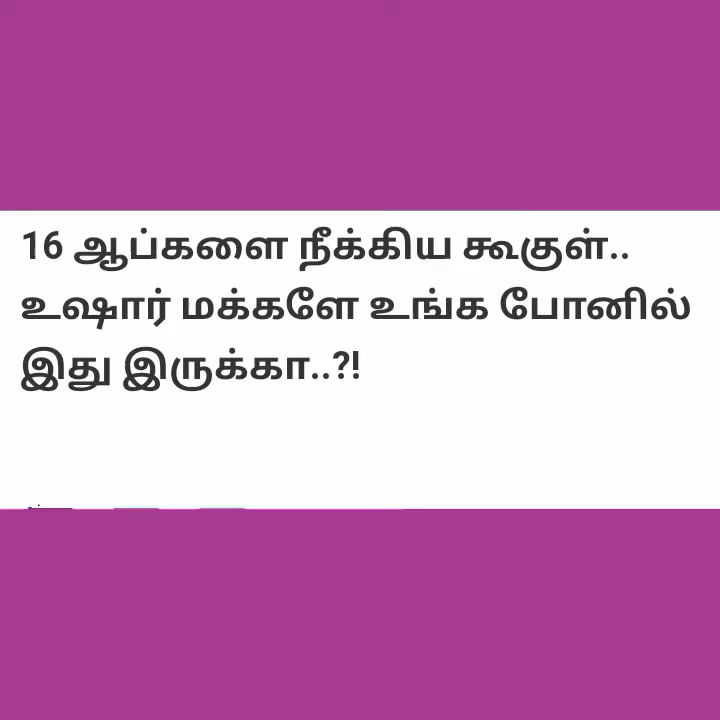 16 ஆப்களை நீக்கிய கூகுள்..
உஷார் மக்களே உங்க போனில்
இது இருக்கா..?!